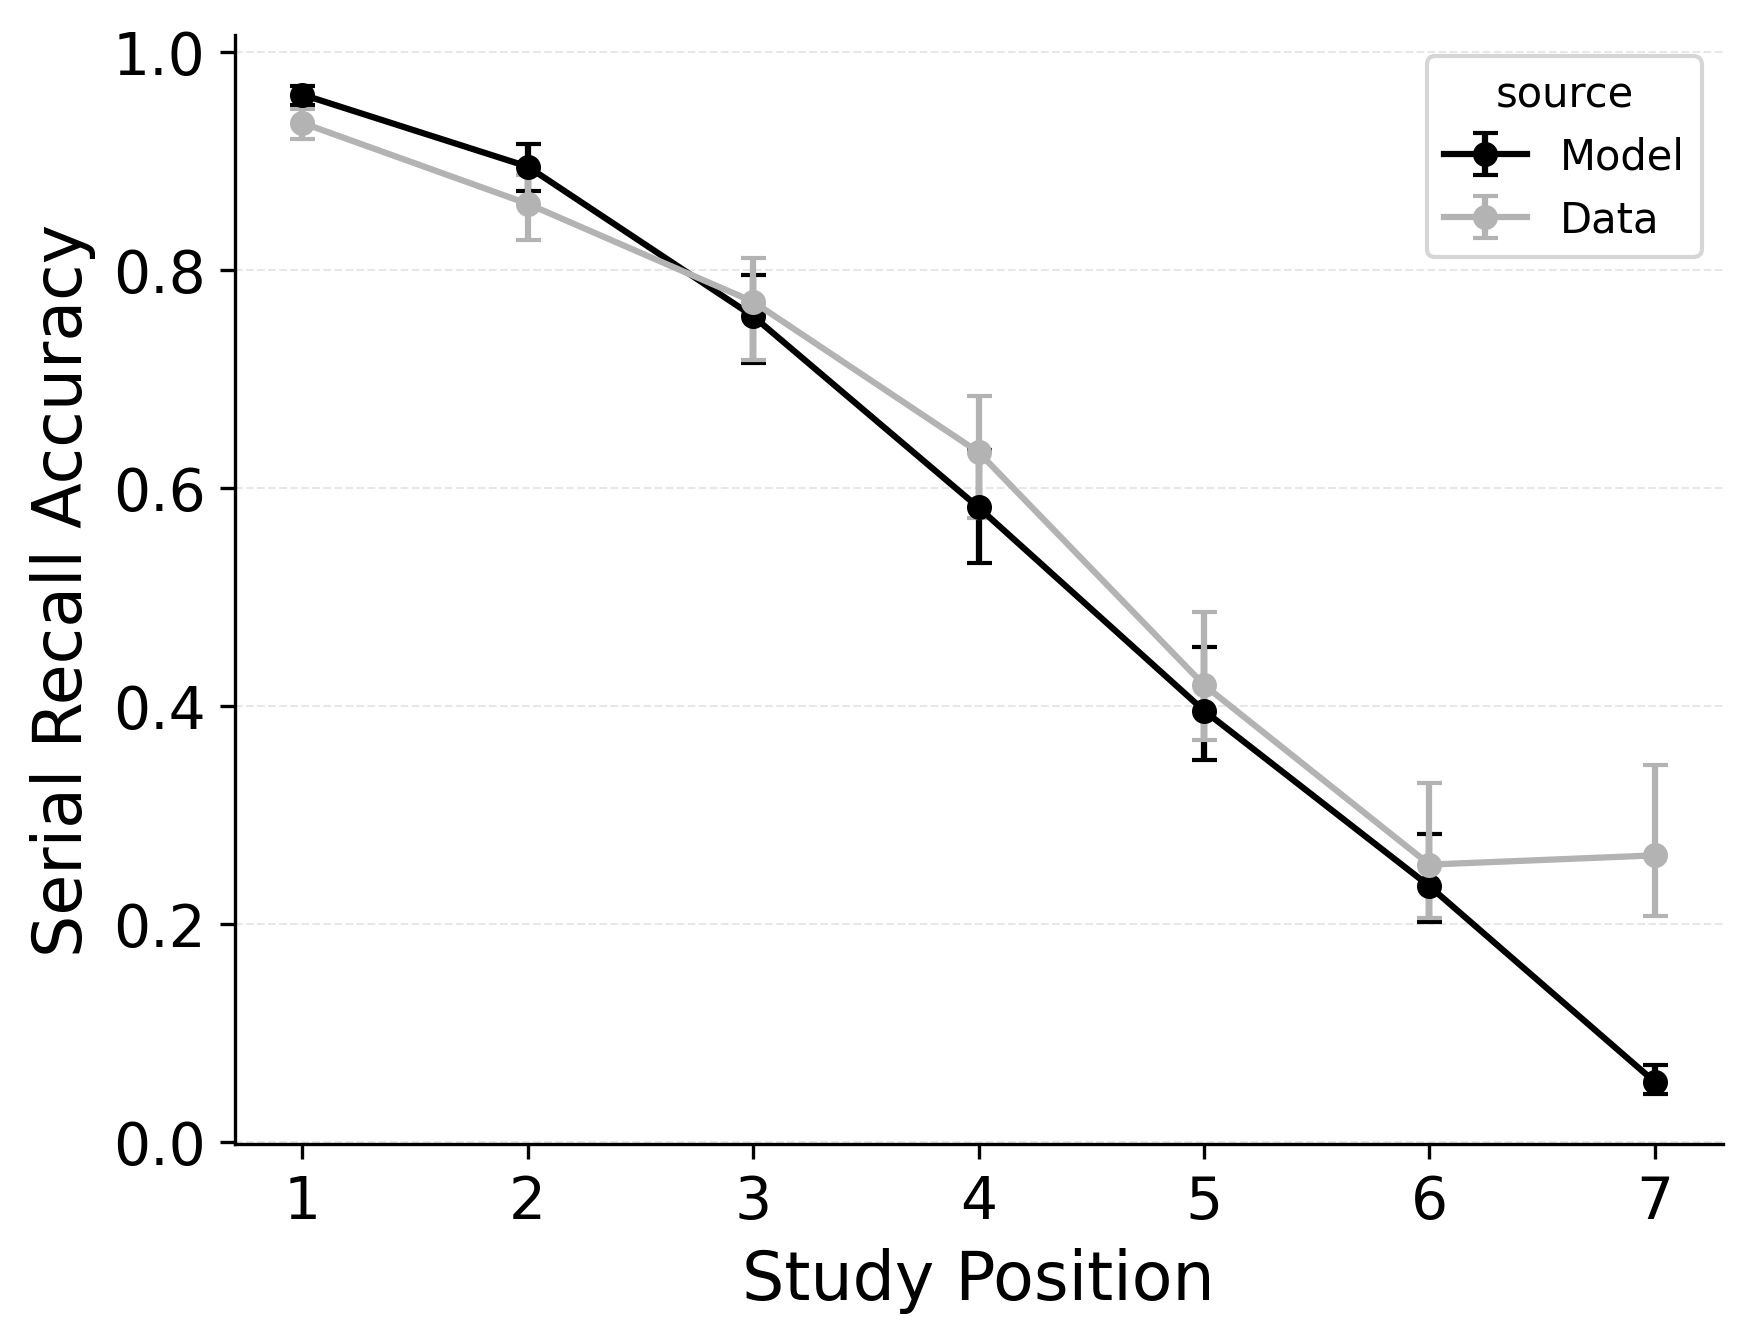 1.0
0.8
0.6
0.4
0.2
0.0
Serial Recall Accuracy
source
Model
Data
1 2 3 4 5 6 7
Study Position